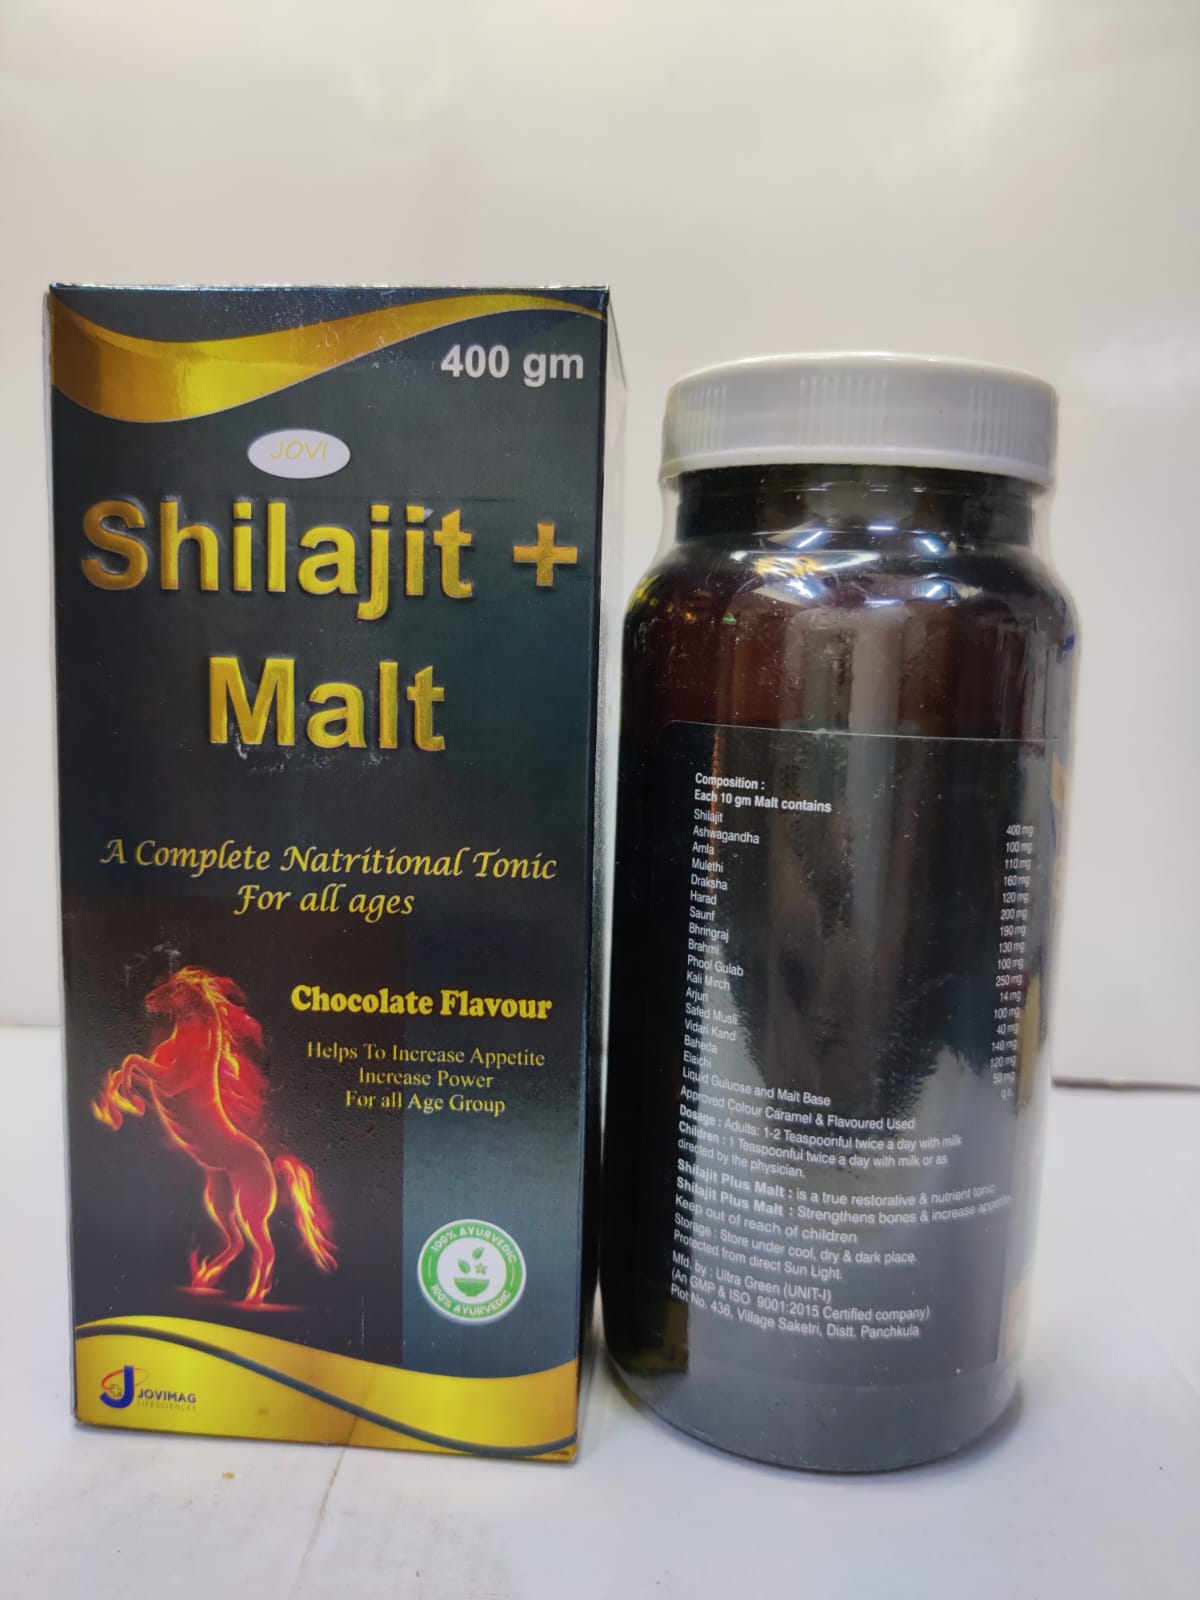 400 gm
JOVI
Shilajit +
Malt
A Complete Natritional Tonic
For all ages
Chocolate Flavour
Helps To Increase Appetite
Increase Power
For all Age Group
100% AYURVEDIC
100% AYURVEDIC
JOVIMAG
LIFESCIENCES
Composition :
Each 10 gm Malt contains
Shilajit 400 mg
Ashwagandha 100 mg
Amla 110 mg
Mulethi 160 mg
Draksha 120 mg
Harad 200 mg
Saunf 190 mg
Bhringraj 130 mg
Brahmi 100 mg
Phool Gulab 250 mg
Kali Mirch 14 mg
Arjun 100 mg
Safed Musli 40 mg
Vidari Kand 140 mg
Baheda 120 mg
Elaichi 50 mg
Liquid Guluose and Malt Base q.s.
Approved Colour Caramel & Flavoured Used
Dosage : Adults: 1-2 Teaspoonful twice a day with milk
Children : 1 Teaspoonful twice a day with milk or as
directed by the physician.
Shilajit Plus Malt : is a true restorative & nutrient tonic
Shilajit Plus Malt : Strengthens bones & increase
Keep out of reach of children
Storage : Store under cool, dry & dark place.
Protected from direct Sun Light.
Mfd. by : Ultra Green (UNIT-I)
(An GMP & ISO 9001:2015 Certified company)
Plot No. 436, Village Saketri, Distt. Panchkula